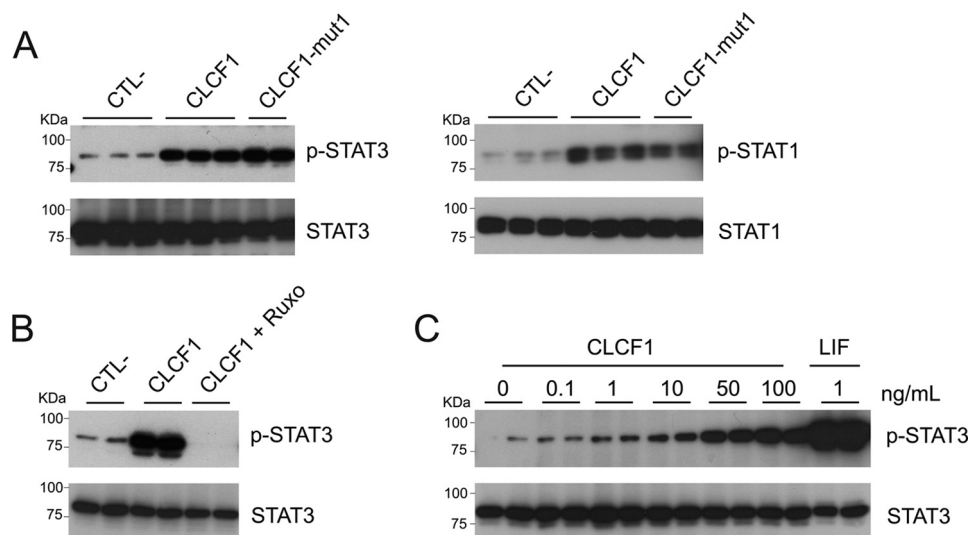 A
CTL-
CLCF1
CLCF1-mut1
KDa
100
75
p-STAT3
100
75
STAT3
CTL-
CLCF1
CLCF1-mut1
KDa
100
75
p-STAT1
100
75
STAT1
B
CTL-
CLCF1
CLCF1 + Ruxo
KDa
100
75
p-STAT3
100
75
STAT3
C
CLCF1 LIF
0 0.1 1 10 50 100 1 ng/mL
KDa
100
75
p-STAT3
100
75
STAT3